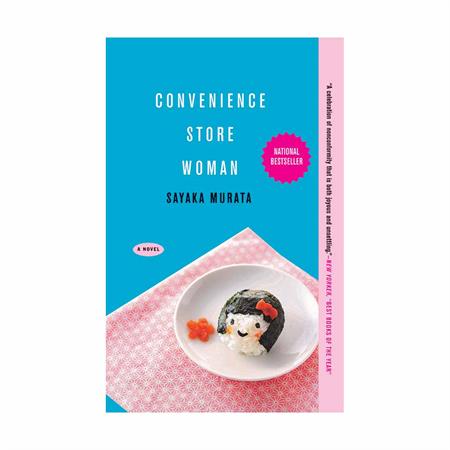 CONVENIENCE
STORE
WOMAN
NATIONAL
BESTSELLER
SAYAKA MURATA
A NOVEL
"A celebration of nonconformity that is both joyous and unsettling."—NEW YORKER, "BEST BOOKS OF THE YEAR"